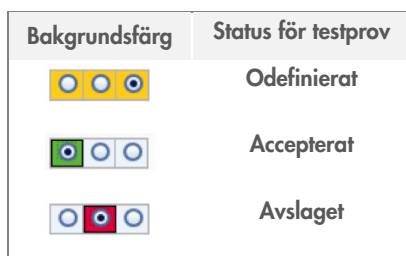 Bakgrundsfärg Status för testprov
Odefinierat
Accepterat
Avslaget